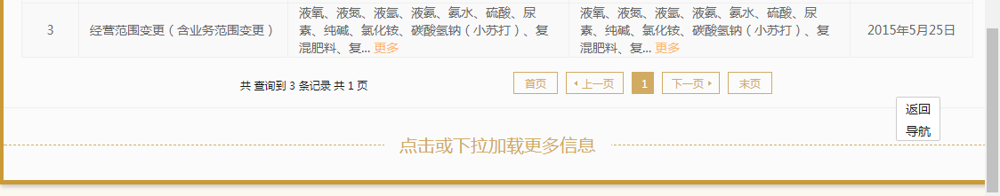 3 经营范围变更（含业务范围变更） 液氧、液氮、液氩、液氨、氨水、硫酸、尿素、纯碱、氯化铵、碳酸氢钠（小苏打）、复混肥料、复... 更多 液氧、液氮、液氩、液氨、氨水、硫酸、尿素、纯碱、氯化铵、碳酸氢钠（小苏打）、复混肥料、复... 更多 2015年5月25日
共 查询到 3 条记录 共 1 页 首页 上一页 1 下一页 末页
返回
导航
点击或下拉加载更多信息